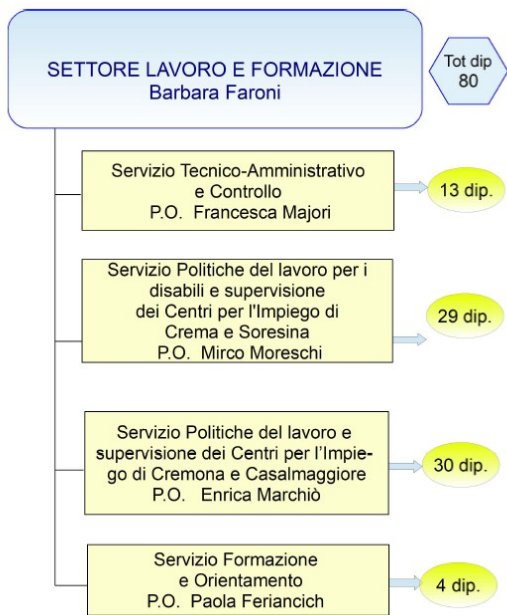 SETTORE LAVORO E FORMAZIONE
Barbara Faroni
Tot dip
80
Servizio Tecnico-Amministrativo
e Controllo
P.O. Francesca Majori
13 dip.
Servizio Politiche del lavoro per i
disabili e supervisione
dei Centri per l'Impiego di
Crema e Soresina
P.O. Mirco Moreschi
29 dip.
Servizio Politiche del lavoro e
supervisione dei Centri per l'Impie-
go di Cremona e Casalmaggiore
P.O. Enrica Marchiò
30 dip.
Servizio Formazione
e Orientamento
P.O. Paola Feriancich
4 dip.